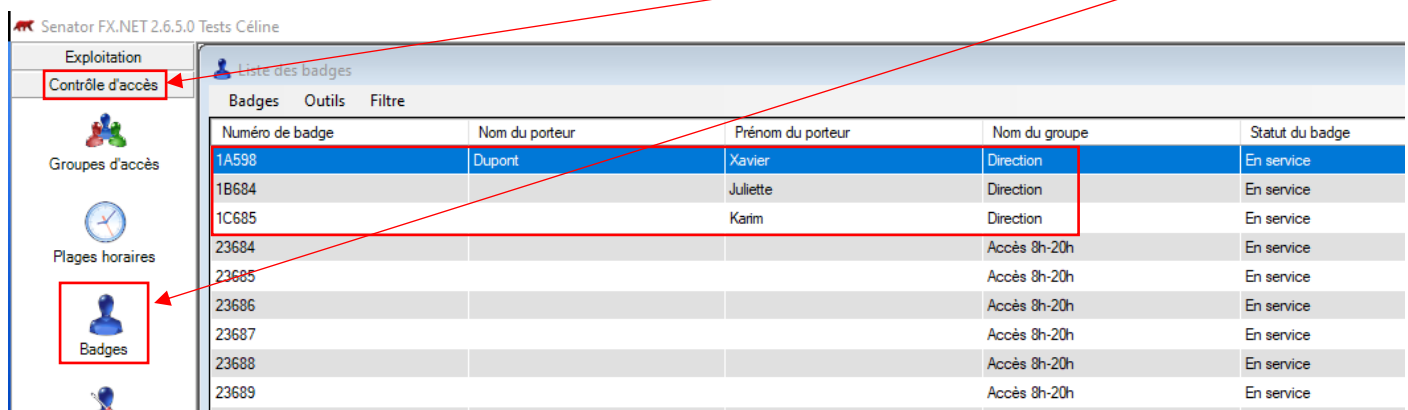 Senator FX.NET 2.6.5.0 Tests Céline
Exploitation
Contrôle d'accès
Groupes d'accès
Plages horaires
Badges
Liste des badges
Badges Outils Filtre
Numéro de badge Nom du porteur Prénom du porteur Nom du groupe Statut du badge
1A598 Dupont Xavier Direction En service
1B684 Juliette Direction En service
1C685 Karim Direction En service
23684 Accès 8h-20h En service
23685 Accès 8h-20h En service
23686 Accès 8h-20h En service
23687 Accès 8h-20h En service
23688 Accès 8h-20h En service
23689 Accès 8h-20h En service